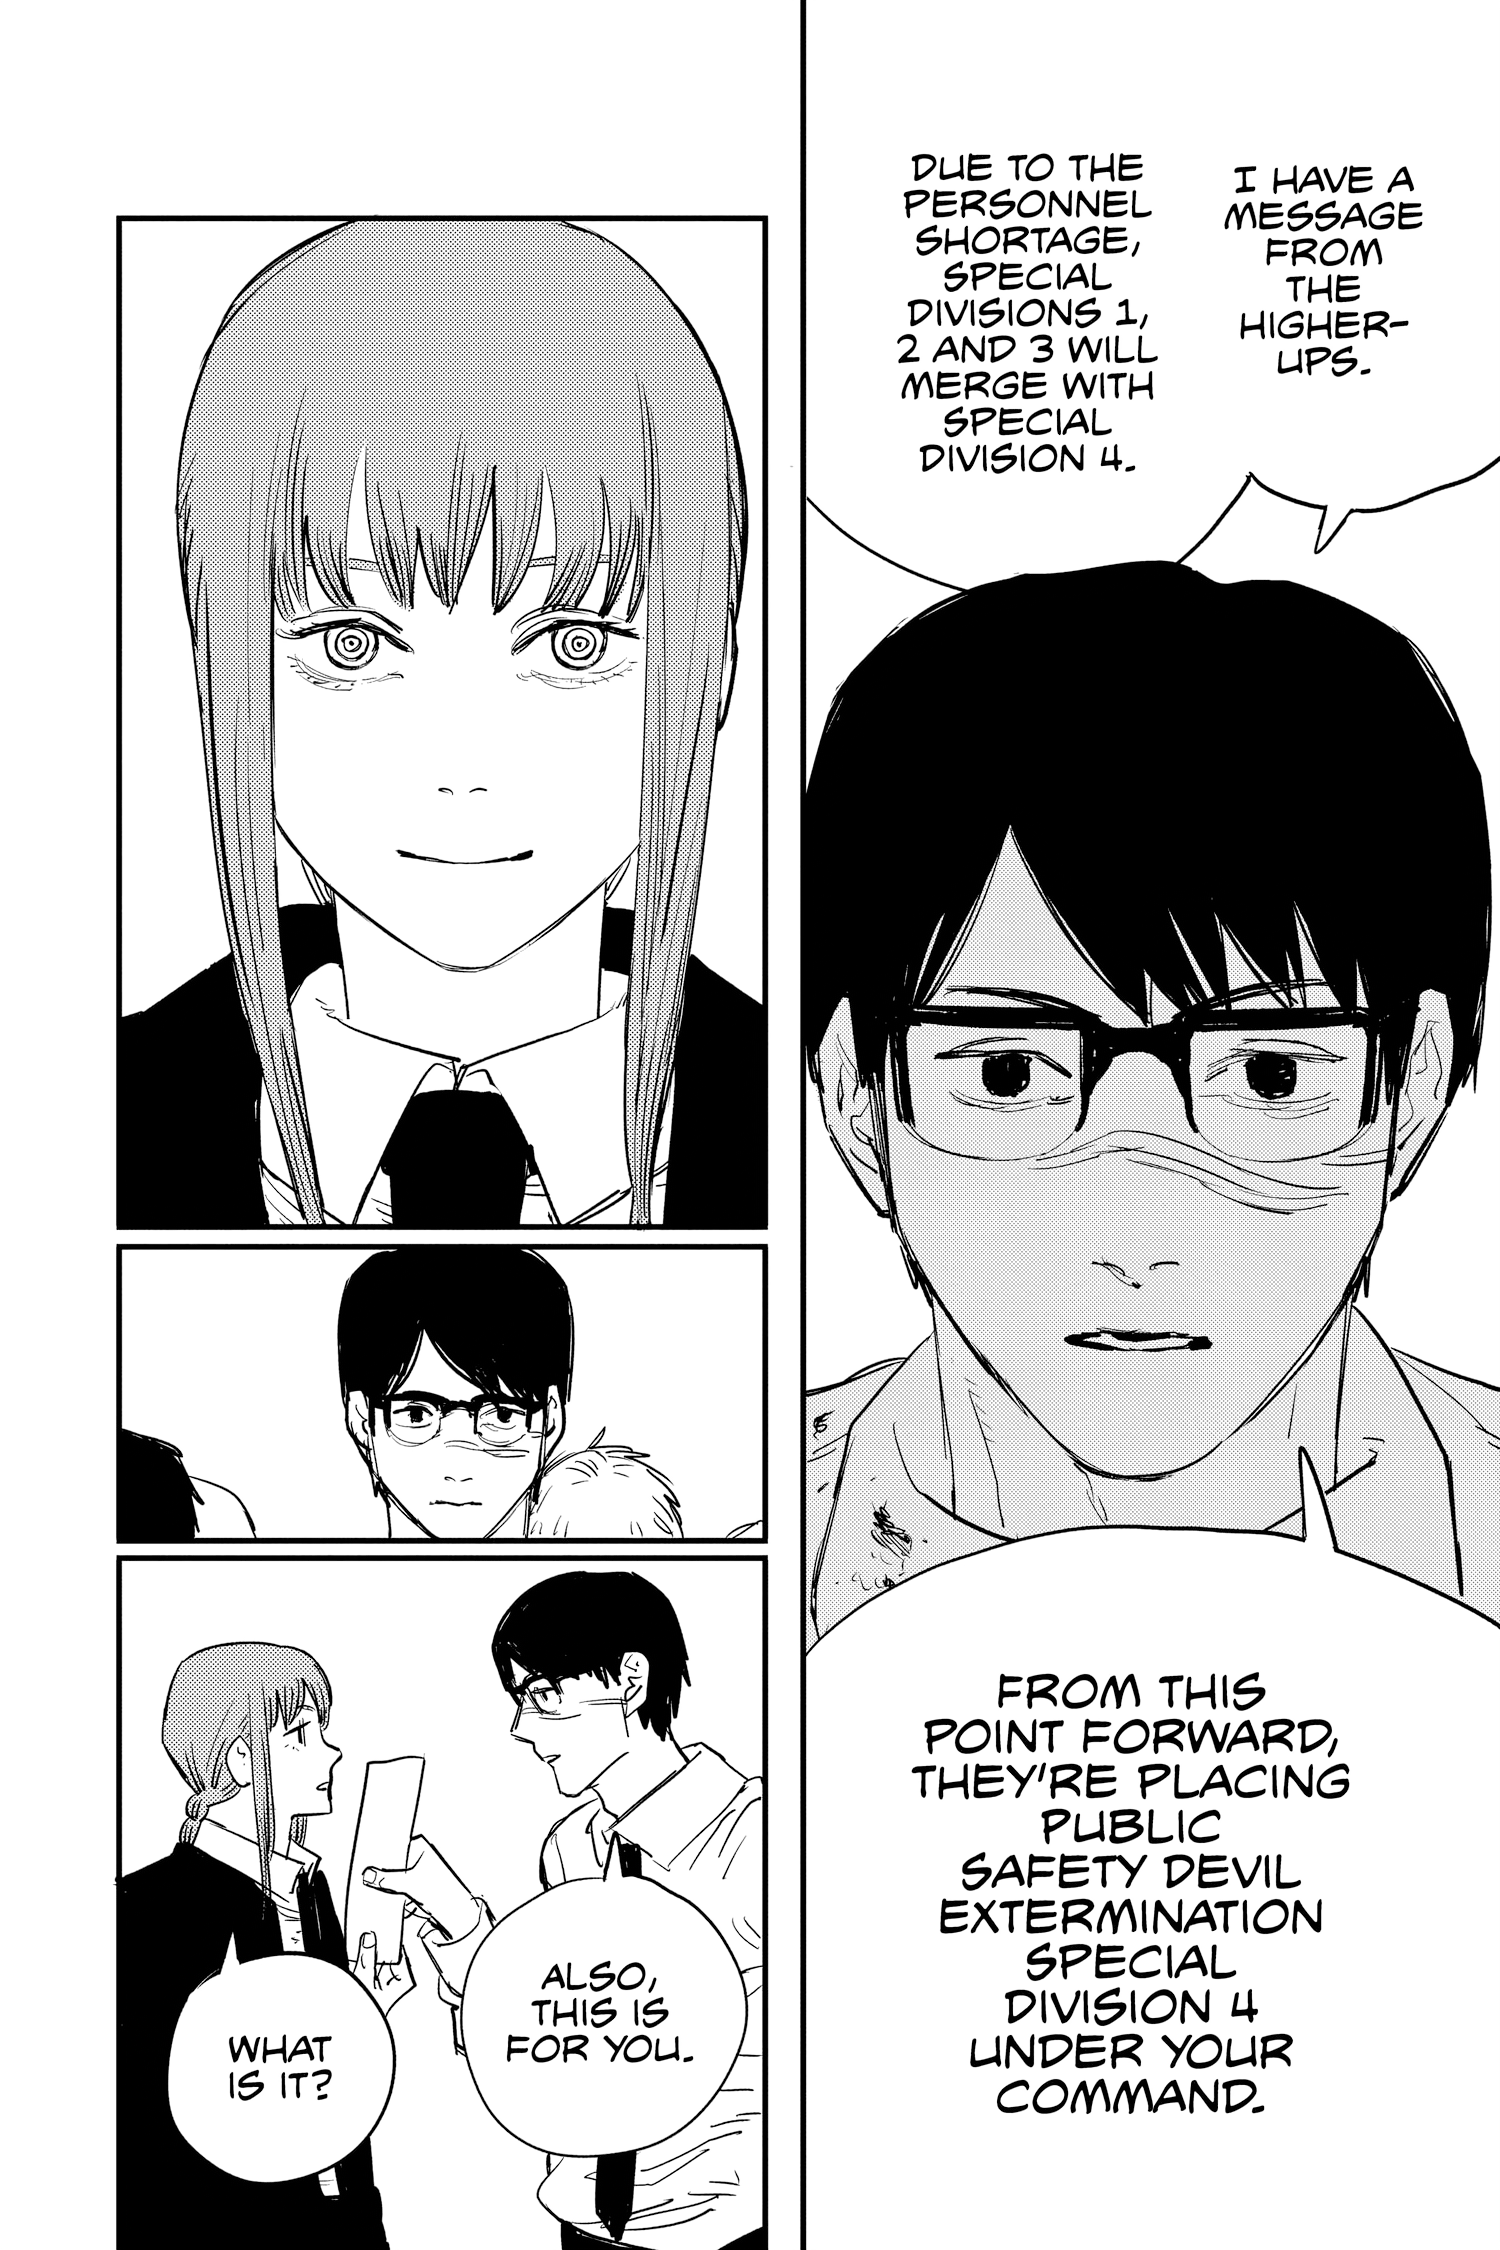 I HAVE A
MESSAGE
FROM
THE
HIGHER-
UPS.
DUE TO THE
PERSONNEL
SHORTAGE,
SPECIAL
DIVISIONS 1,
2 AND 3 WILL
MERGE WITH
SPECIAL
DIVISION 4.
FROM THIS
POINT FORWARD,
THEY'RE PLACING
PUBLIC
SAFETY DEVIL
EXTERMINATION
SPECIAL
DIVISION 4
UNDER YOUR
COMMAND.
ALSO,
THIS IS
FOR YOU.
WHAT
IS IT?